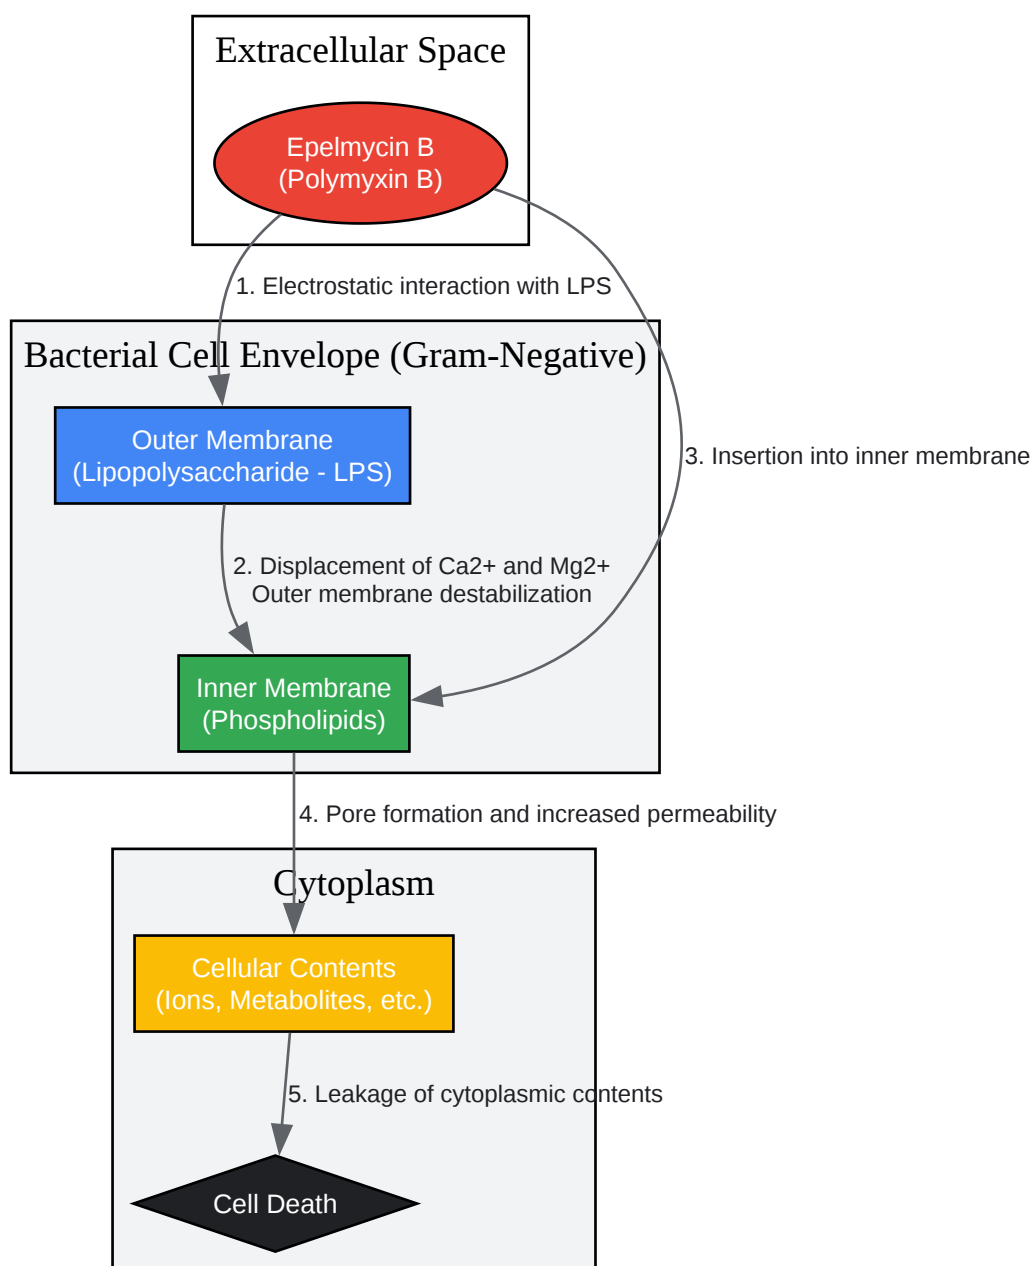 Extracellular Space
Epelmycin B
(Polymyxin B)
1. Electrostatic interaction with LPS
Bacterial Cell Envelope (Gram-Negative)
Outer Membrane
(Lipopolysaccharide - LPS)
3. Insertion into inner membrane
2. Displacement of Ca2+ and Mg2+
Outer membrane destabilization
Inner Membrane
(Phospholipids)
4. Pore formation and increased permeability
Cytoplasm
Cellular Contents
(Ions, Metabolites, etc.)
5. Leakage of cytoplasmic contents
Cell Death